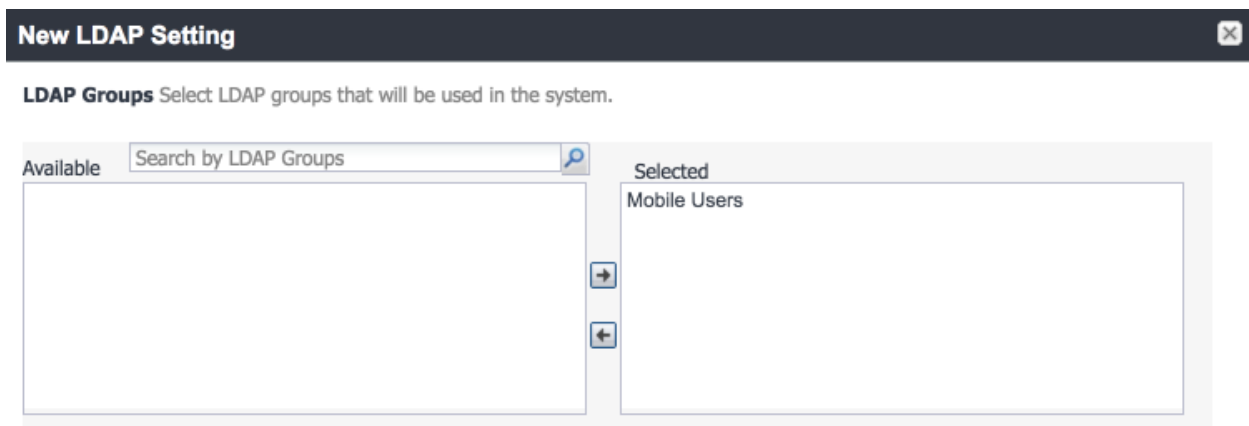 New LDAP Setting
LDAP Groups Select LDAP groups that will be used in the system.
Available
Search by LDAP Groups
Selected
Mobile Users